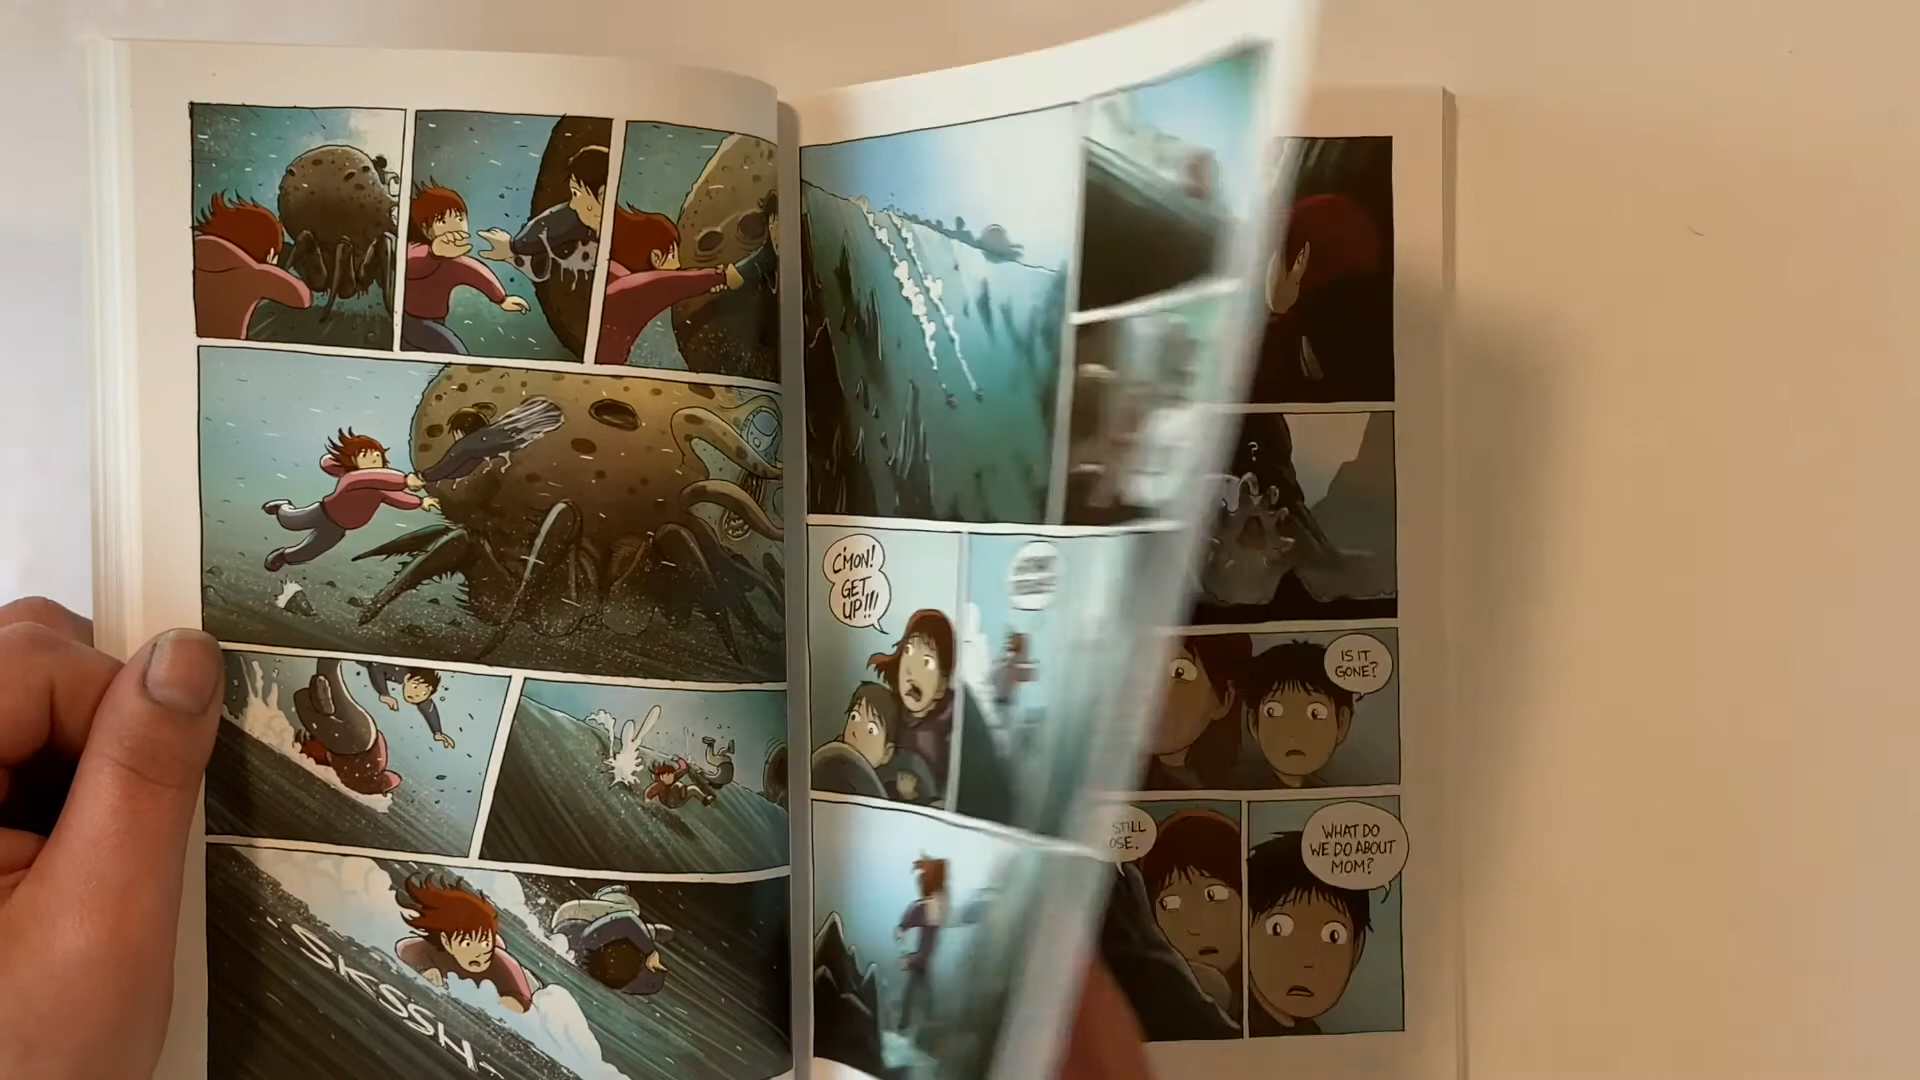 SKSSH
C'MON!
GET
UP!!!
?
IS IT
GONE?
STILL
OSE.
WHAT DO
WE DO ABOUT
MOM?